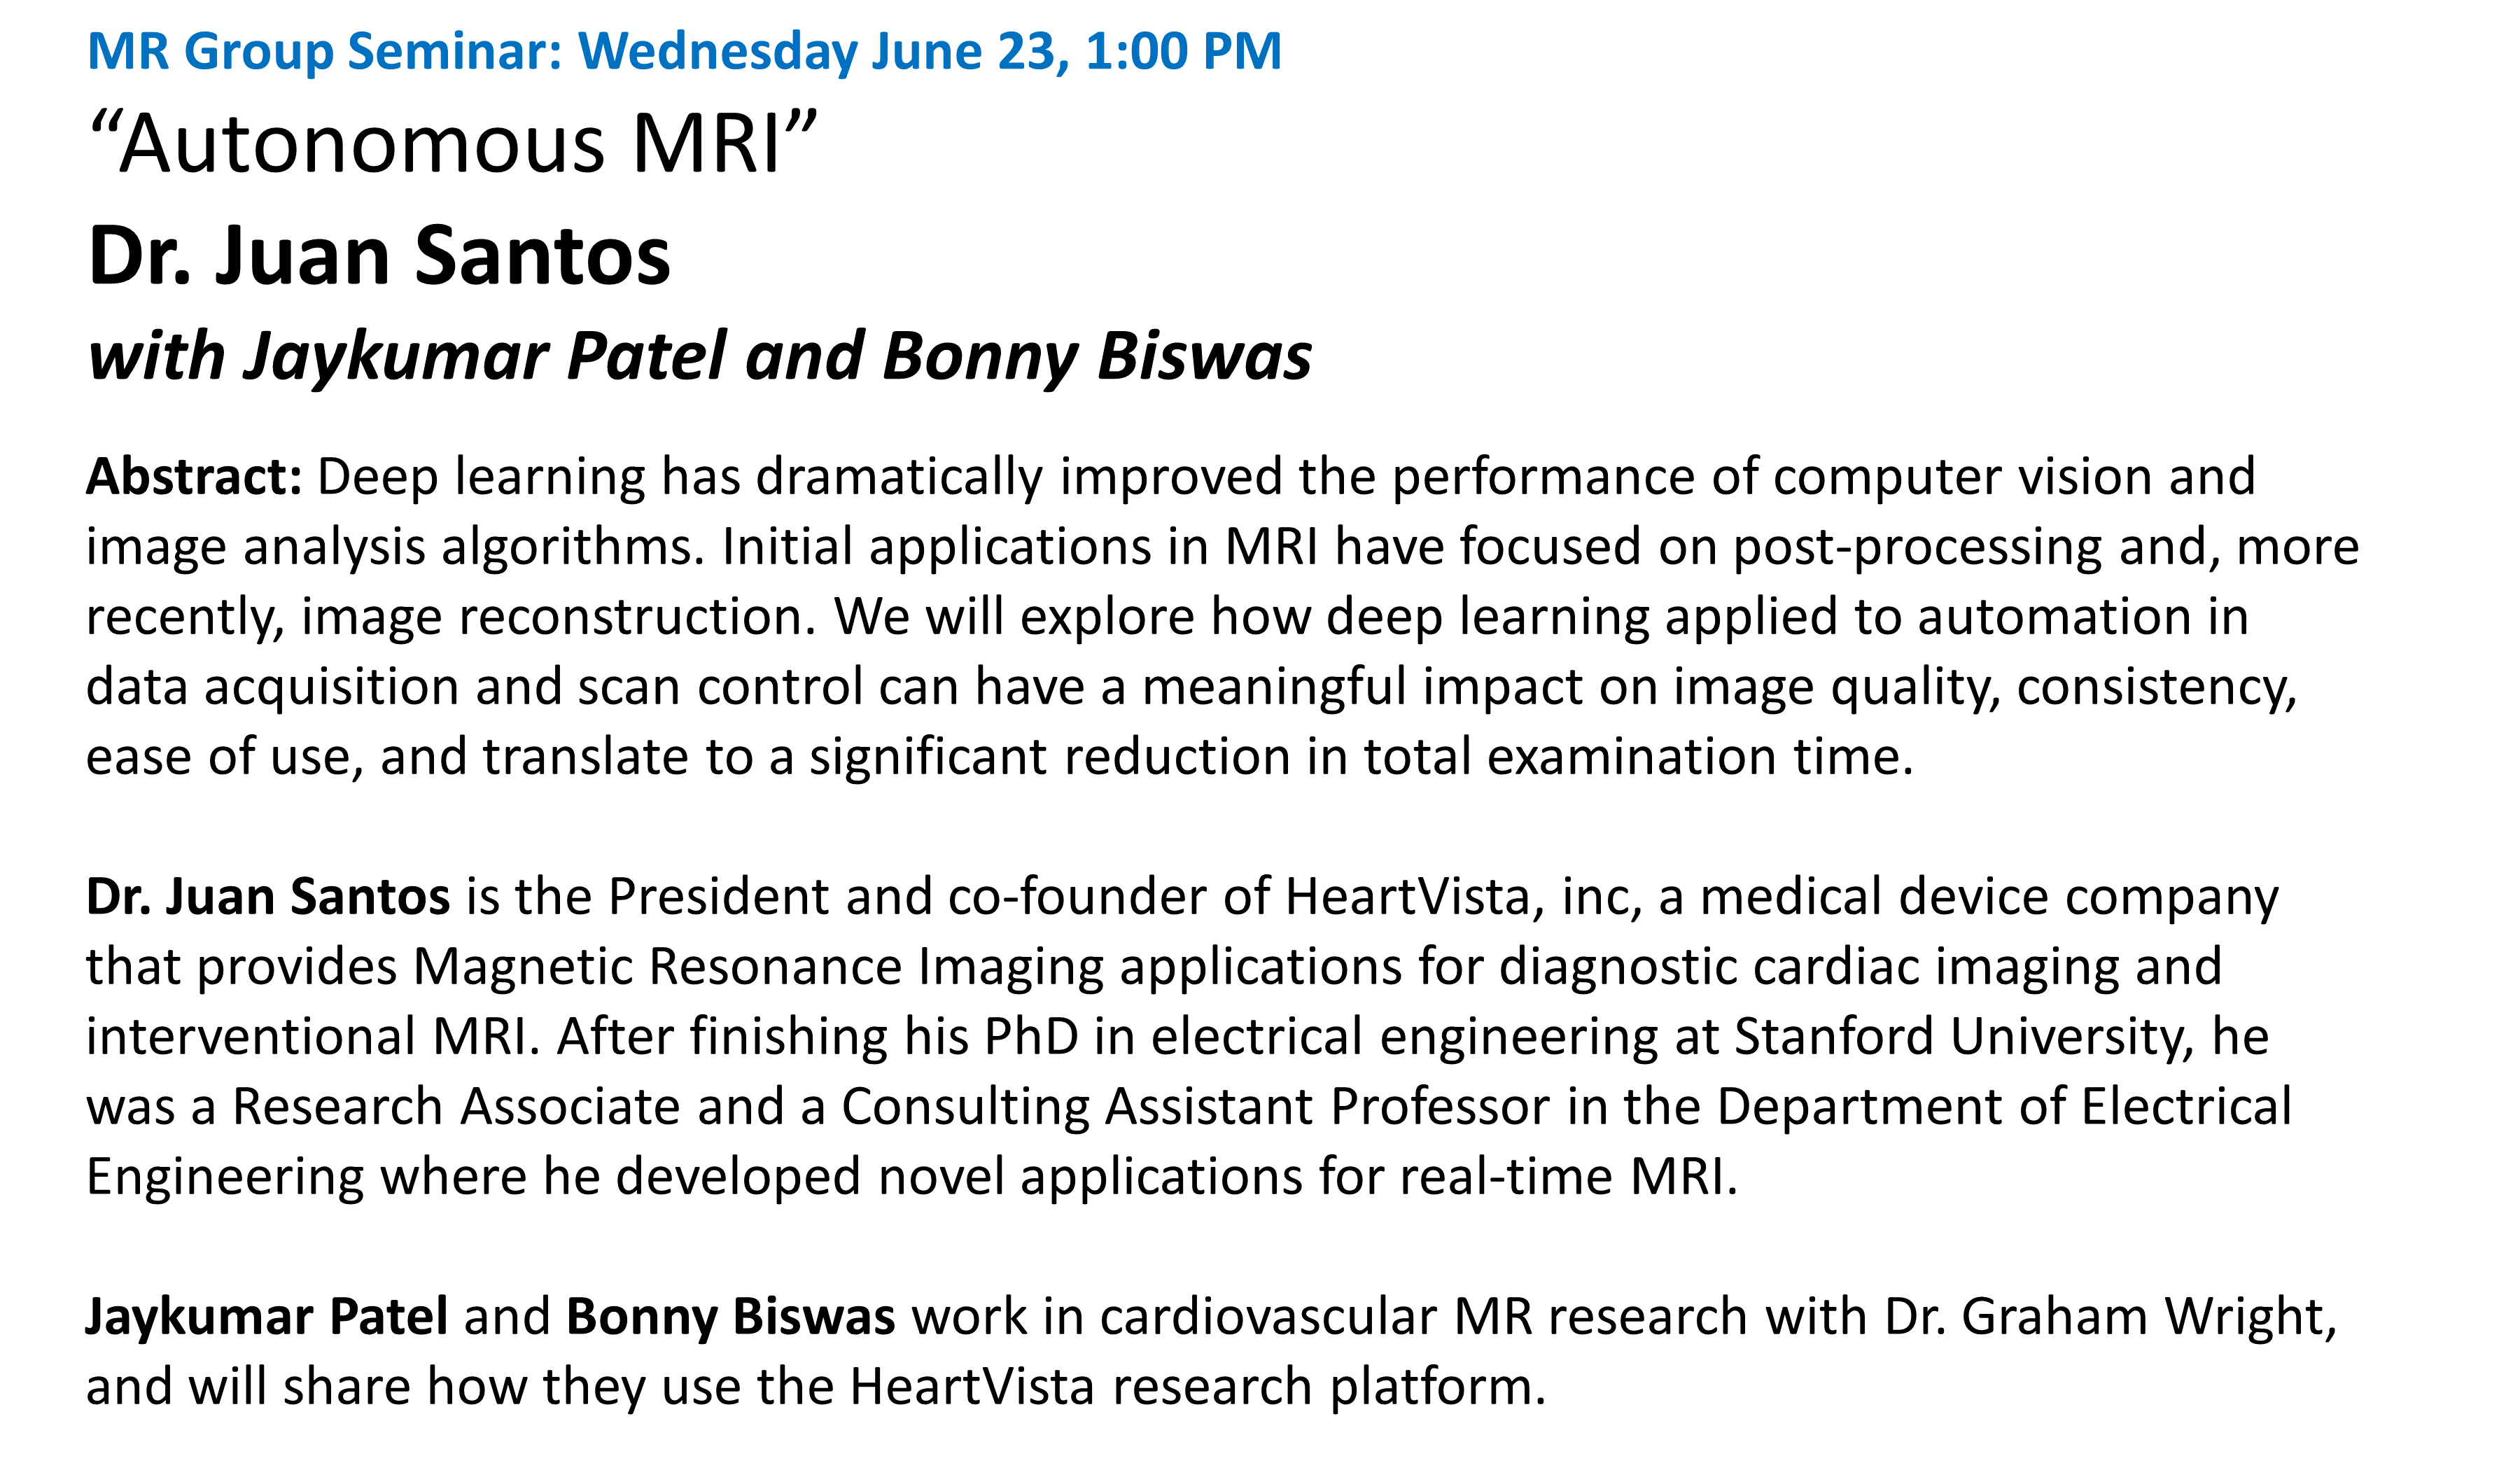 MR Group Seminar: Wednesday June 23, 1:00 PM
“Autonomous MRI”
Dr. Juan Santos
with Jaykumar Patel and Bonny Biswas
Abstract: Deep learning has dramatically improved the performance of computer vision and
image analysis algorithms. Initial applications in MRI have focused on post-processing and, more
recently, image reconstruction. We will explore how deep learning applied to automation in
data acquisition and scan control can have a meaningful impact on image quality, consistency,
ease of use, and translate to a significant reduction in total examination time.
Dr. Juan Santos is the President and co-founder of HeartVista, inc, a medical device company
that provides Magnetic Resonance Imaging applications for diagnostic cardiac imaging and
interventional MRI. After finishing his PhD in electrical engineering at Stanford University, he
was a Research Associate and a Consulting Assistant Professor in the Department of Electrical
Engineering where he developed novel applications for real-time MRI.
Jaykumar Patel and Bonny Biswas work in cardiovascular MR research with Dr. Graham Wright,
and will share how they use the HeartVista research platform.